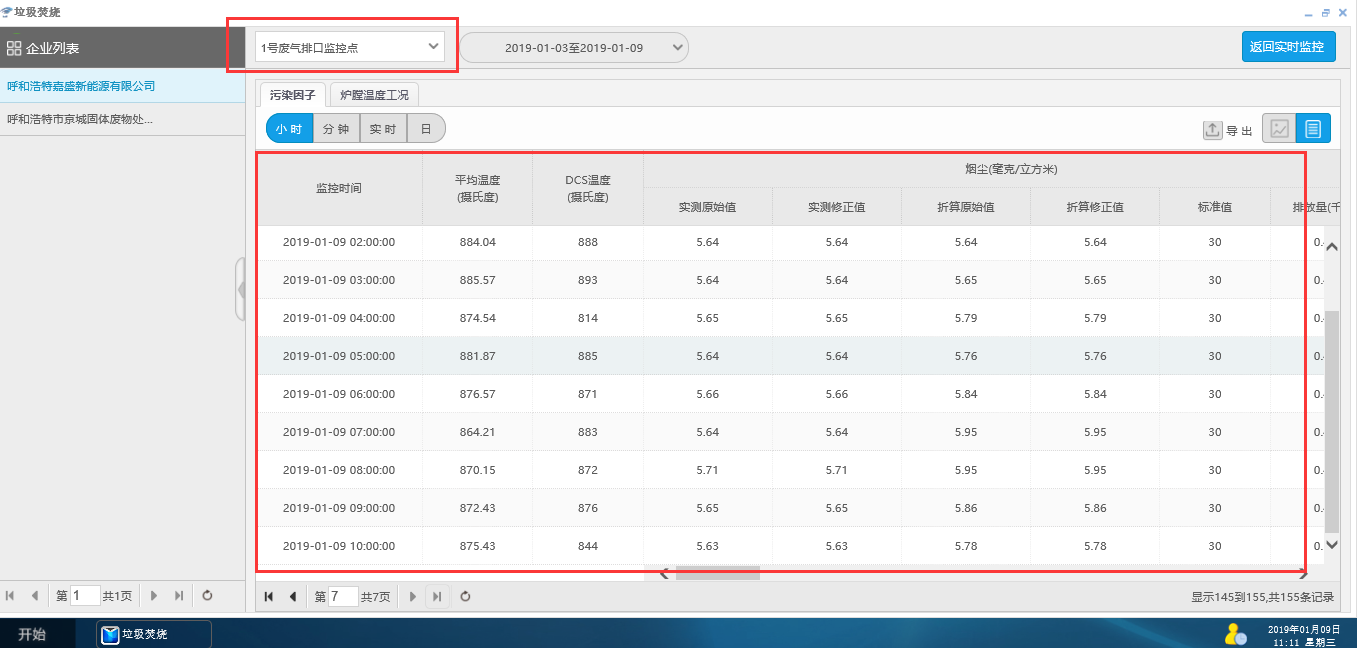 垃圾焚烧
企业列表
1号废气排口监控点
2019-01-03至2019-01-09
返回实时监控
呼和浩特嘉盛新能源有限公司
呼和浩特市京城固体废物处...
污染因子 炉膛温度工况
小时 分钟 实时 日
导出
监控时间 平均温度(摄氏度) DCS温度(摄氏度) 烟尘(毫克/立方米)
实测原始值 实测修正值 折算原始值 折算修正值 标准值 排放量(千
2019-01-09 02:00:00 884.04 888 5.64 5.64 5.64 5.64 30 0.
2019-01-09 03:00:00 885.57 893 5.64 5.64 5.65 5.65 30 0.
2019-01-09 04:00:00 874.54 814 5.65 5.65 5.79 5.79 30 0.
2019-01-09 05:00:00 881.87 885 5.64 5.64 5.76 5.76 30 0.
2019-01-09 06:00:00 876.57 871 5.66 5.66 5.84 5.84 30 0.
2019-01-09 07:00:00 864.21 883 5.64 5.64 5.95 5.95 30 0.
2019-01-09 08:00:00 870.15 872 5.71 5.71 5.95 5.95 30 0.
2019-01-09 09:00:00 872.43 876 5.65 5.65 5.86 5.86 30 0.
2019-01-09 10:00:00 875.43 844 5.63 5.63 5.78 5.78 30 0.
第 1 共1页
第 7 共7页
显示145到155,共155条记录
开始
垃圾焚烧
2019年01月09日
11:11 星期三